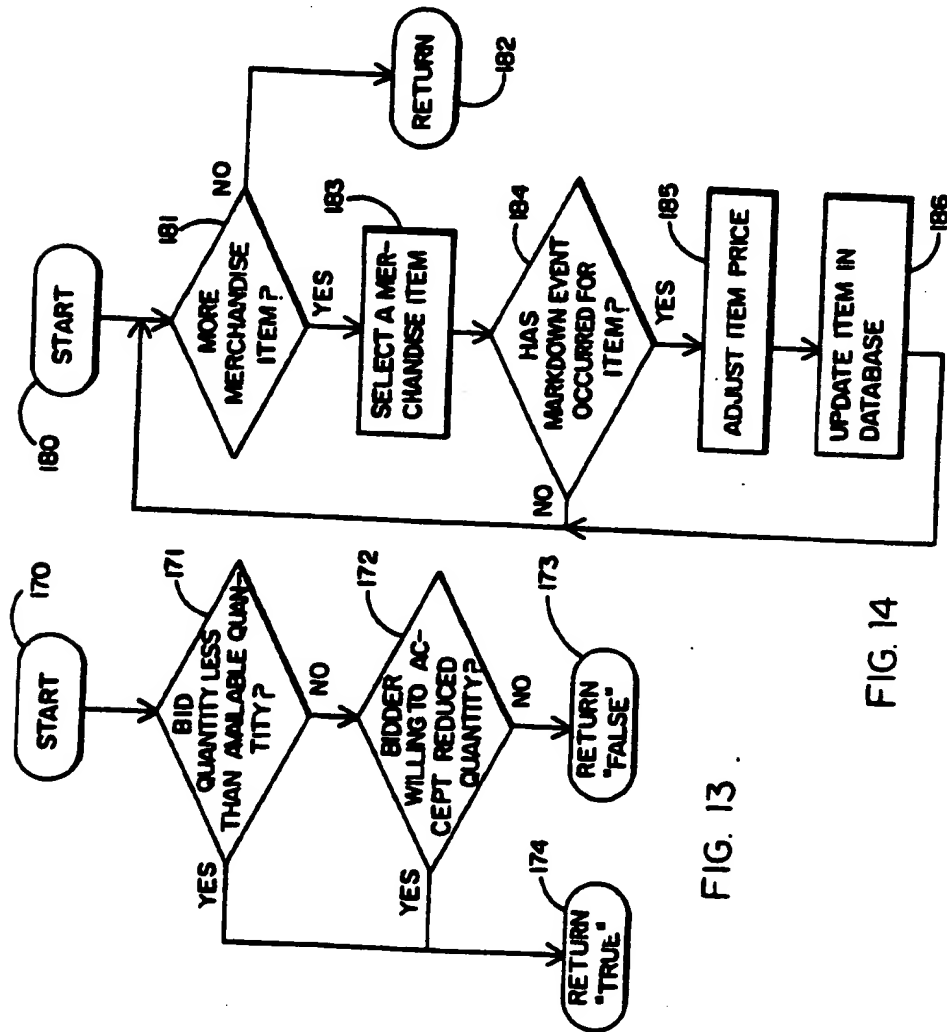 170
START
171
BID
QUANTITY LESS
THAN AVAILABLE QUAN-
TITY?
YES
NO
172
BIDDER
WILLING TO AC-
CEPT REDUCED
QUANTITY?
YES
NO
173
RETURN
"FALSE"
174
RETURN
"TRUE"
FIG. 13
180
START
181
MORE
MERCHANDISE
ITEM?
NO
RETURN
182
YES
183
SELECT A MER-
CHANDISE ITEM
184
HAS
MARKDOWN EVENT
OCCURRED FOR
ITEM?
NO
YES
185
ADJUST ITEM PRICE
186
UPDATE ITEM IN
DATABASE
FIG. 14